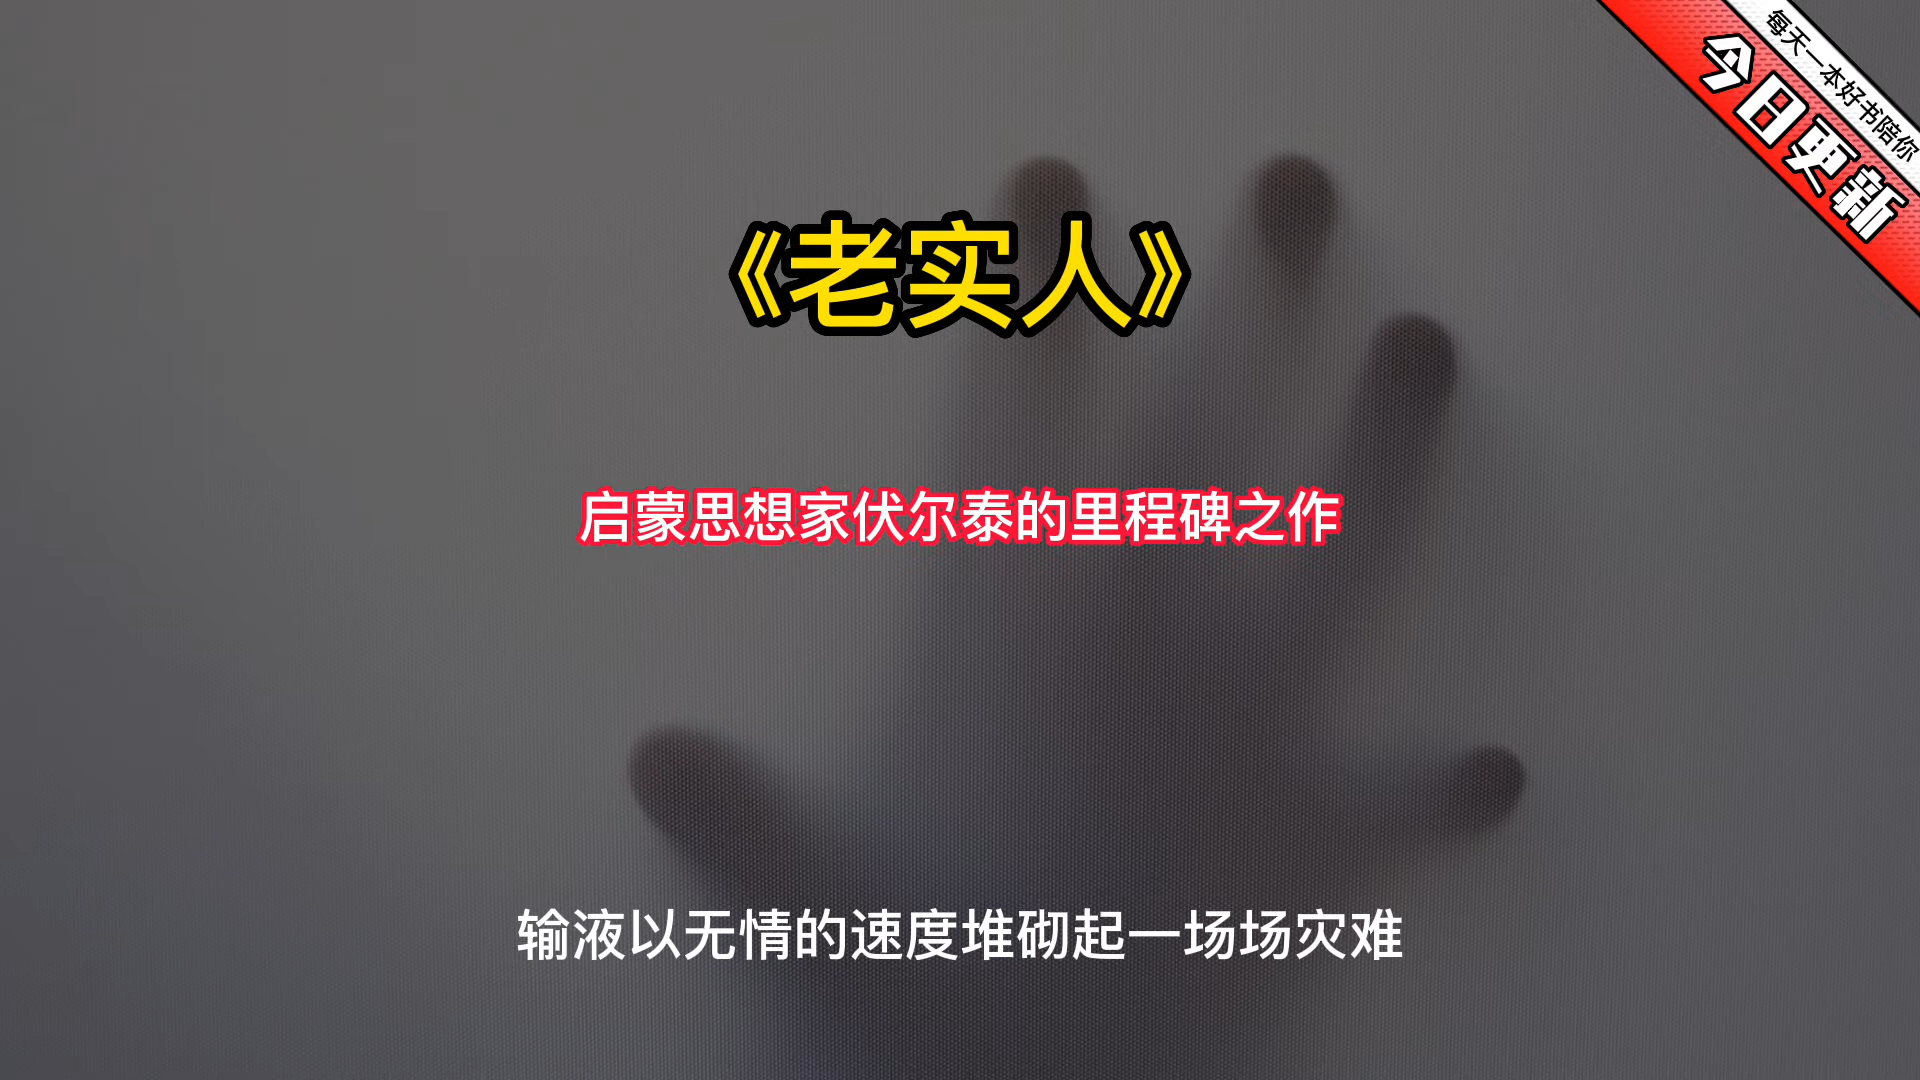 每天一本好书陪你
今日更新
《老实人》
启蒙思想家伏尔泰的里程碑之作
输液以无情的速度堆砌起一场场灾难